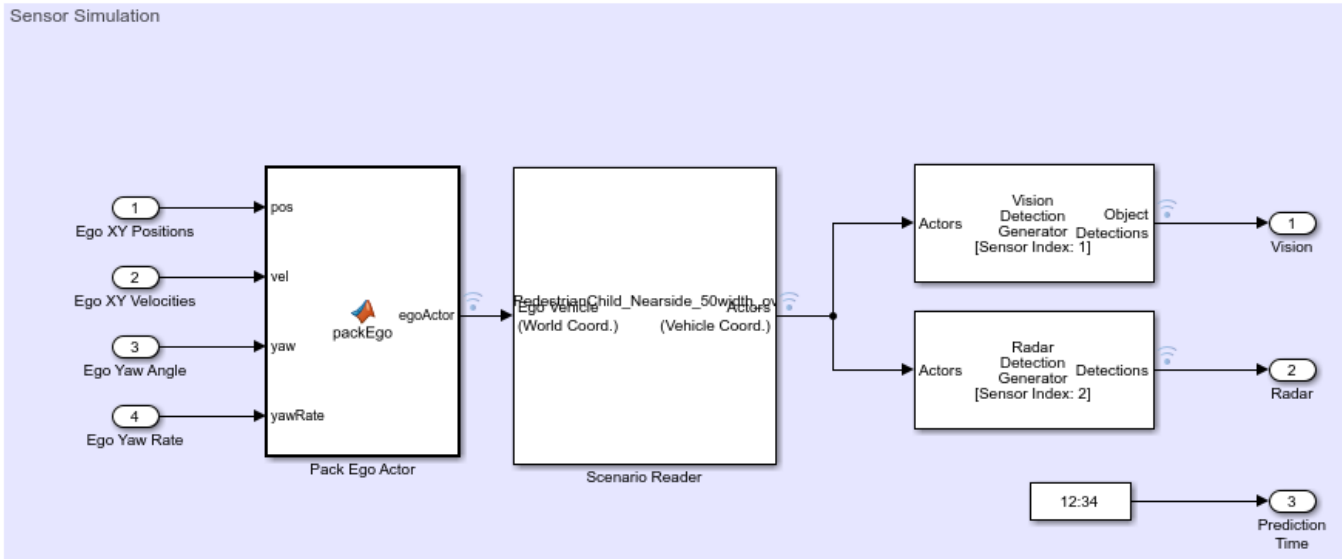 Sensor Simulation
1
Ego XY Positions
2
Ego XY Velocities
3
Ego Yaw Angle
4
Ego Yaw Rate
pos
vel
yaw
yawRate
packEgo
egoActor
Pack Ego Actor
PedestrianChild_Nearside_50width_ov
Ego Vehicle
(World Coord.)
Actors
(Vehicle Coord.)
Scenario Reader
Actors
Vision
Detection
Generator
[Sensor Index: 1]
Object
Detections
1
Vision
Actors
Radar
Detection
Generator
[Sensor Index: 2]
Detections
2
Radar
12:34
3
Prediction
Time